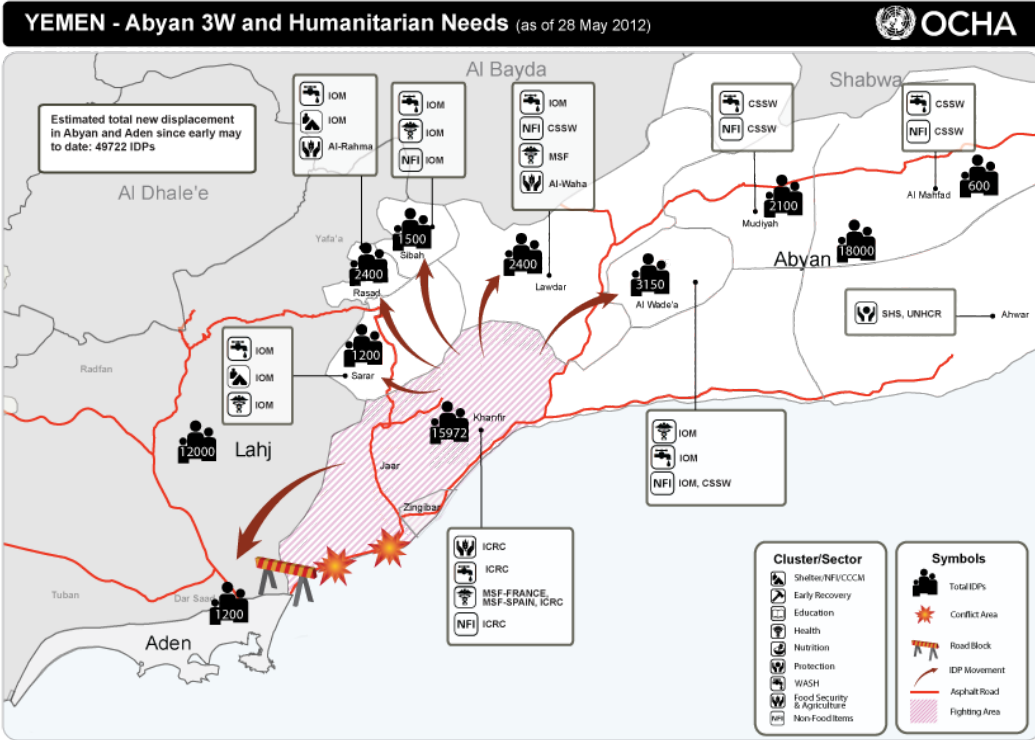 YEMEN - Abyan 3W and Humanitarian Needs (as of 28 May 2012)
OCHA
Al Bayda
Shabwa
Al Dhale'e
Estimated total new displacement
in Abyan and Aden since early may
to date: 49722 IDPs
IOM
IOM
Al-Rahma
IOM
IOM
NFI IOM
IOM
NFI CSSW
MSF
Al-Waha
CSSW
NFI CSSW
CSSW
NFI CSSW
Yafa'a
1500
Sibah
2400
Rasad
2400
Lawdar
3150
Al Wade'a
2100
Mudiyah
600
Al Mahfad
18000
Abyan
SHS, UNHCR
Ahwar
IOM
IOM
IOM
1200
Sarar
Radfan
12000
Lahj
15972
Khanfir
Jaar
Zingibar
IOM
IOM
NFI IOM, CSSW
ICRC
ICRC
MSF-FRANCE,
MSF-SPAIN, ICRC
NFI ICRC
Tuban
Dar Saad
1200
Aden
Cluster/Sector
Shelter/NFI/CCCM
Early Recovery
Education
Health
Nutrition
Protection
WASH
Food Security
& Agriculture
NFI Non-Food Items
Symbols
Total IDPs
Conflict Area
Road Block
IDP Movement
Asphalt Road
Fighting Area